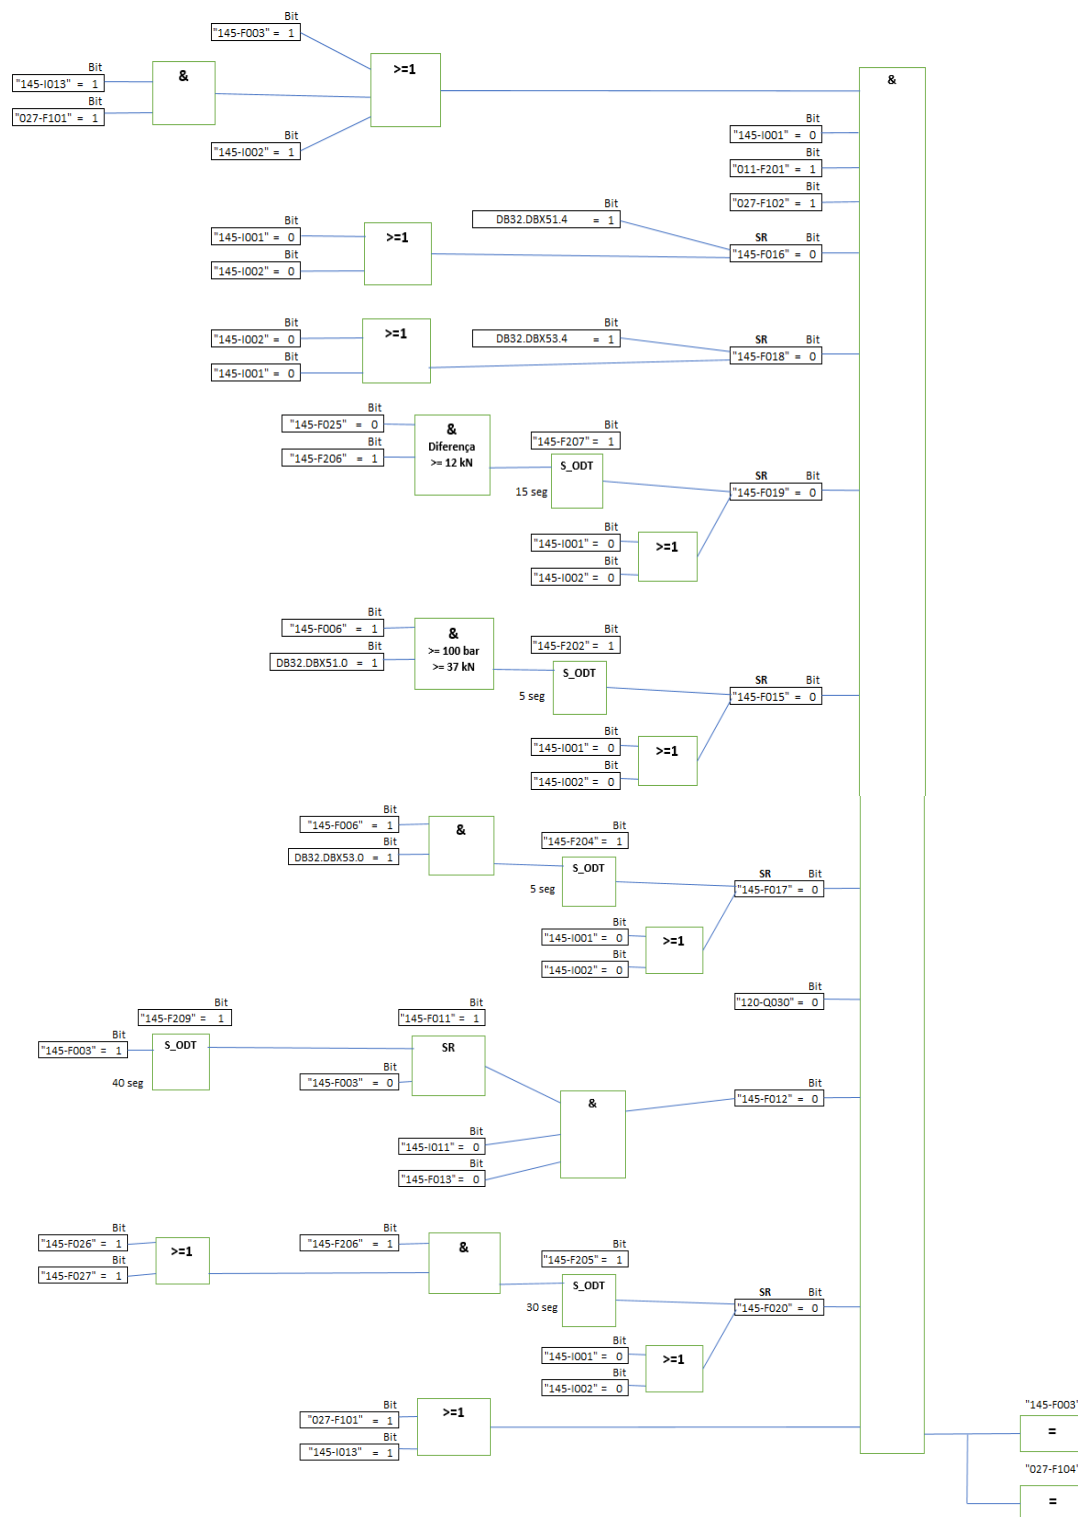 Bit
"145-F003" = 1
Bit
"145-I013" = 1
&
>=1
&
Bit
"027-F101" = 1
Bit
"145-I002" = 1
Bit
"145-I001" = 0
Bit
"011-F201" = 1
Bit
"027-F102" = 1
Bit
DB32.DBX51.4 = 1
Bit
"145-I001" = 0
>=1
SR Bit
"145-F016" = 0
Bit
"145-I002" = 0
Bit
"145-I002" = 0
>=1
Bit
DB32.DBX53.4 = 1
SR Bit
"145-F018" = 0
Bit
"145-I001" = 0
Bit
"145-F025" = 0
&
Diferença
>= 12 kN
Bit
"145-F206" = 1
Bit
"145-F207" = 1
S_ODT
15 seg
SR Bit
"145-F019" = 0
Bit
"145-I001" = 0
>=1
Bit
"145-I002" = 0
Bit
"145-F006" = 1
&
>= 100 bar
>= 37 kN
Bit
DB32.DBX51.0 = 1
Bit
"145-F202" = 1
S_ODT
5 seg
SR Bit
"145-F015" = 0
Bit
"145-I001" = 0
>=1
Bit
"145-I002" = 0
Bit
"145-F006" = 1
&
Bit
DB32.DBX53.0 = 1
Bit
"145-F204" = 1
S_ODT
5 seg
SR Bit
"145-F017" = 0
Bit
"145-I001" = 0
>=1
Bit
"145-I002" = 0
Bit
"120-Q030" = 0
Bit
"145-F209" = 1
Bit
"145-F011" = 1
Bit
"145-F003" = 1
S_ODT
40 seg
SR
Bit
"145-F003" = 0
&
Bit
"145-F012" = 0
Bit
"145-I011" = 0
Bit
"145-F013" = 0
Bit
"145-F026" = 1
>=1
Bit
"145-F027" = 1
Bit
"145-F206" = 1
&
Bit
"145-F205" = 1
S_ODT
30 seg
SR Bit
"145-F020" = 0
Bit
"145-I001" = 0
>=1
Bit
"145-I002" = 0
Bit
"027-F101" = 1
>=1
Bit
"145-I013" = 1
"145-F003"
=
"027-F104"
=